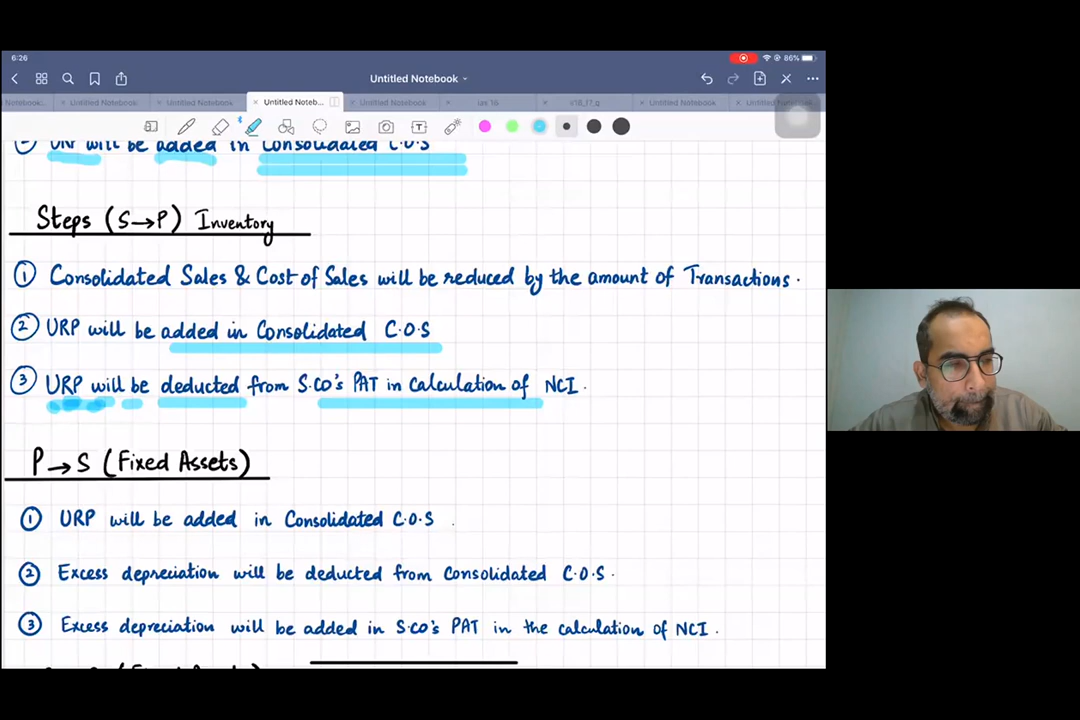 6:26
86%
Untitled Notebook
Notebook... Untitled Notebook Untitled Notebook Untitled Noteb... Untitled Notebook ias 16 Untitled Notebook
will be added in Consolidated C.O.S
Steps (S→P) Inventory
① Consolidated Sales & Cost of Sales will be reduced by the amount of Transactions.
② URP will be added in Consolidated C.O.S
③ URP will be deducted from S.Co's PAT in calculation of NCI.
P→S (Fixed Assets)
① URP will be added in Consolidated C.O.S
② Excess depreciation will be deducted from Consolidated C.O.S.
③ Excess depreciation will be added in S.Co's PAT in the calculation of NCI.